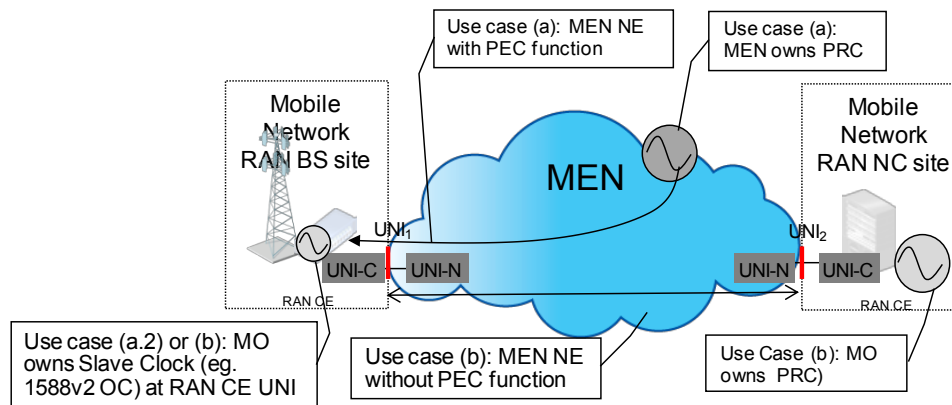 Use case (a): MEN NE
with PEC function
Use case (a):
MEN owns PRC
Mobile
Network
RAN BS site
Mobile
Network
RAN NC site
MEN
UNI1
UNI2
UNI-C
UNI-N
UNI-N
UNI-C
RAN CE
RAN CE
Use case (a.2) or (b): MO
owns Slave Clock (eg.
1588v2 OC) at RAN CE UNI
Use case (b): MEN NE
without PEC function
Use Case (b): MO
owns PRC)